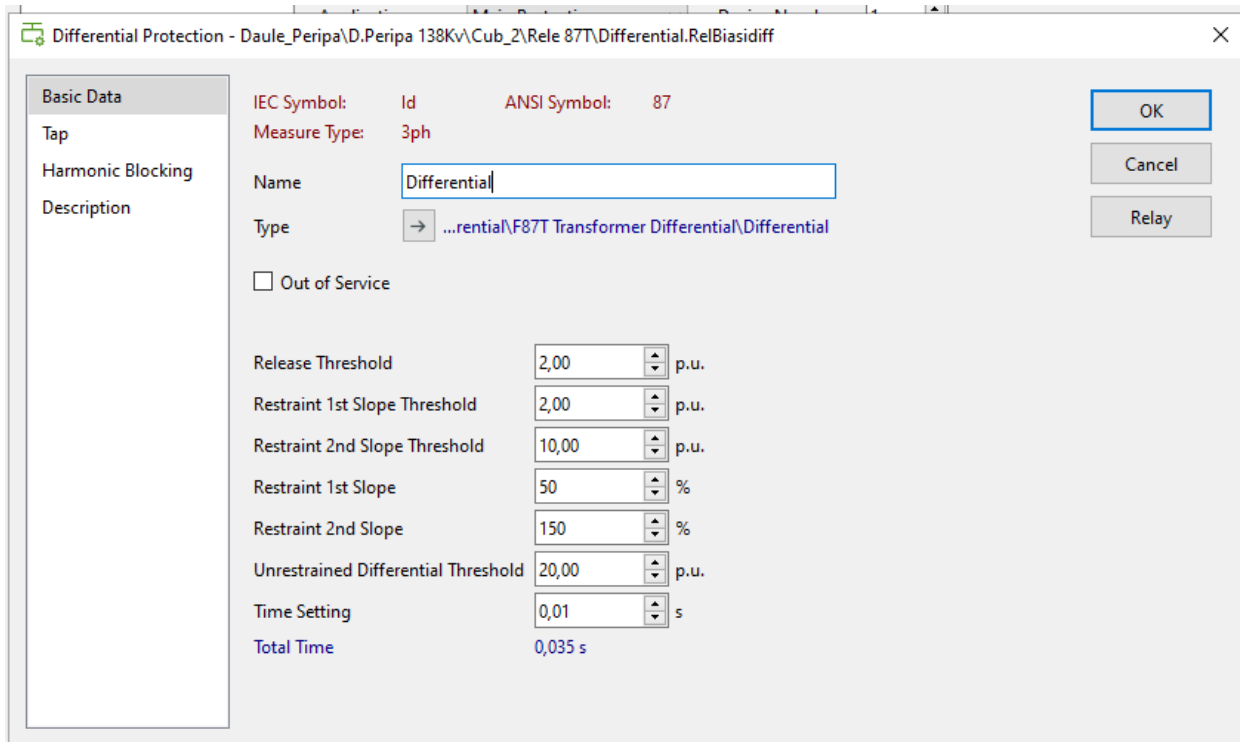 Differential Protection - Daule_Peripa\D.Peripa 138Kv\Cub_2\Rele 87T\Differential.RelBiasidiff
Basic Data
Tap
Harmonic Blocking
Description
IEC Symbol: Id ANSI Symbol: 87
Measure Type: 3ph
Name Differential
Type → ...rential\F87T Transformer Differential\Differential
Out of Service
Release Threshold 2,00 p.u.
Restraint 1st Slope Threshold 2,00 p.u.
Restraint 2nd Slope Threshold 10,00 p.u.
Restraint 1st Slope 50 %
Restraint 2nd Slope 150 %
Unrestrained Differential Threshold 20,00 p.u.
Time Setting 0,01 s
Total Time 0,035 s
OK
Cancel
Relay